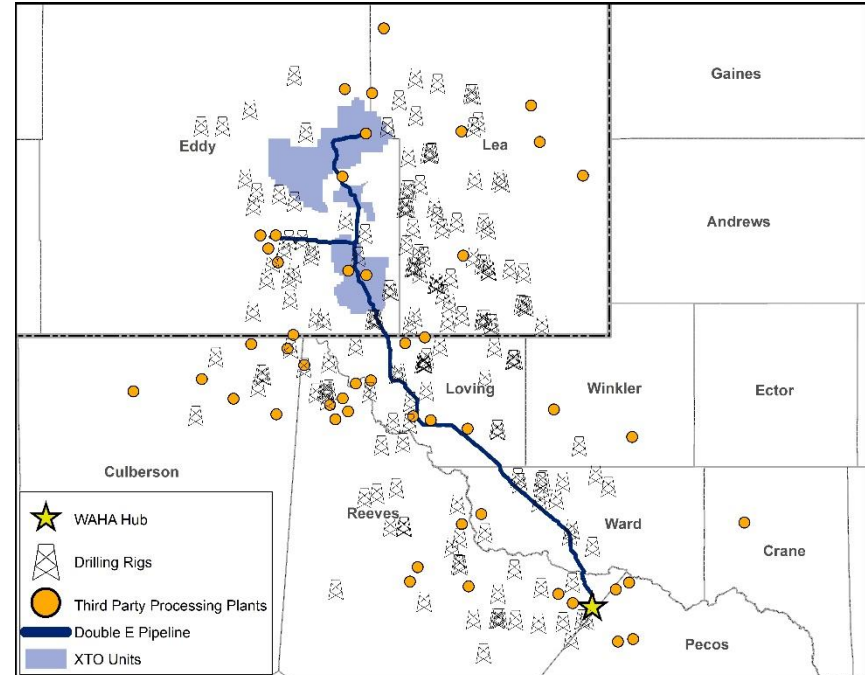 Gaines
Eddy
Lea
Andrews
Loving
Winkler
Ector
Culberson
Reeves
Ward
Crane
Pecos
WAHA Hub
Drilling Rigs
Third Party Processing Plants
Double E Pipeline
XTO Units